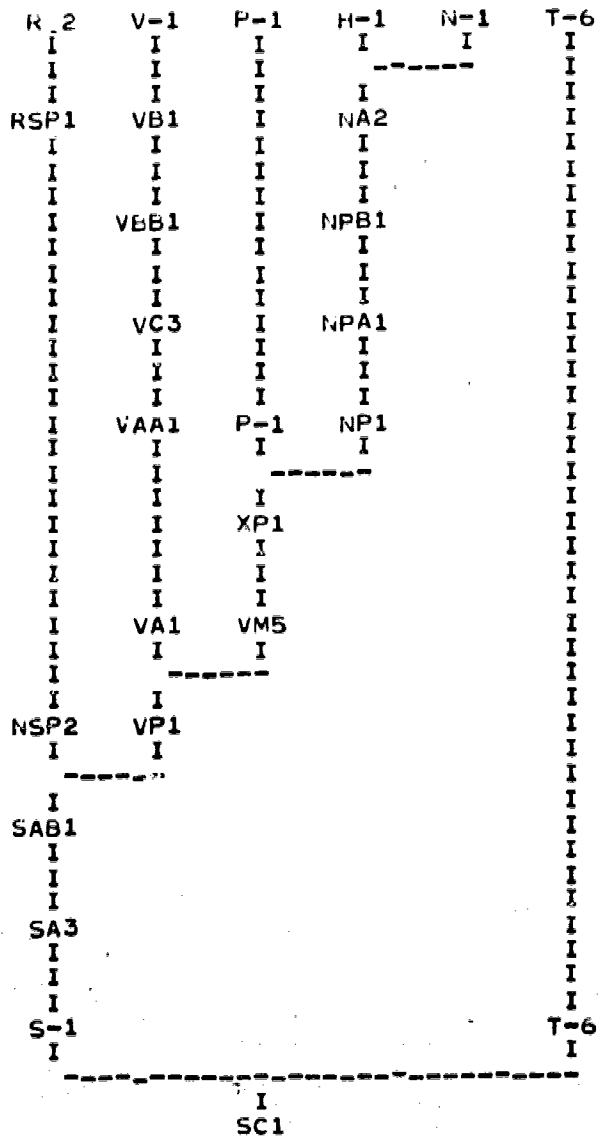 R_2 V-1 P-1 H-1 N-1 T-6
I I I I I I
I I I ------ I
I I I I I
RSP1 VB1 I NA2 I
I I I I I
I I I I I
I I I I I
I VBB1 I NPB1 I
I I I I I
I I I I I
I I I I I
I VC3 I NPA1 I
I I I I I
I I I I I
I I I I I
I VAA1 P-1 NP1 I
I I I I I
I I ------ I
I I I I
I I XP1 I
I I I I
I I I I
I I I I
I VA1 VM5 I
I I I I
I ------ I
I I I
NSP2 VP1 I
I I I
------ I
I I
SAB1 I
I I
I I
I I
SA3 I
I I
I I
I I
S-1 T-6
I I
-------------------------------
I
SC1